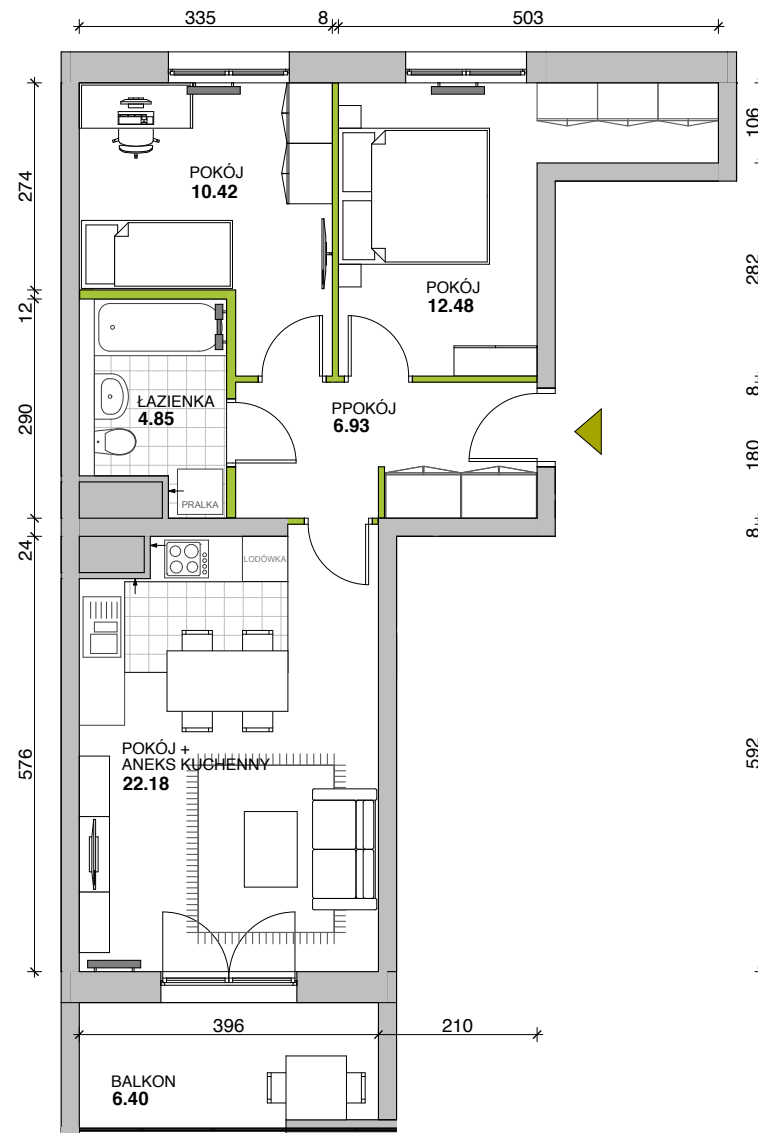 335
8
503
106
274
POKÓJ
10.42
282
POKÓJ
12.48
12
8
290
ŁAZIENKA
4.85
PPOKÓJ
6.93
180
PRALKA
8
24
LODÓWKA
POKÓJ +
ANEKS KUCHENNY
22.18
576
592
396
210
BALKON
6.40